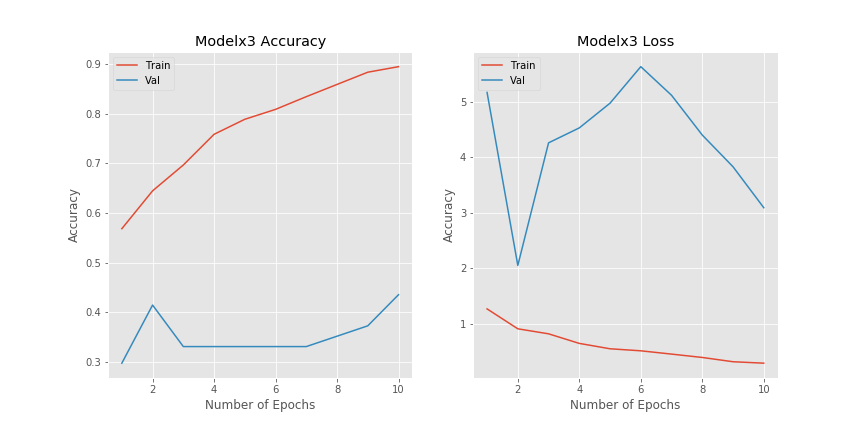 Modelx3 Accuracy
Train
Val
0.9
0.8
0.7
0.6
0.5
0.4
0.3
Accuracy
2 4 6 8 10
Number of Epochs
Modelx3 Loss
Train
Val
5
4
3
2
1
Accuracy
2 4 6 8 10
Number of Epochs